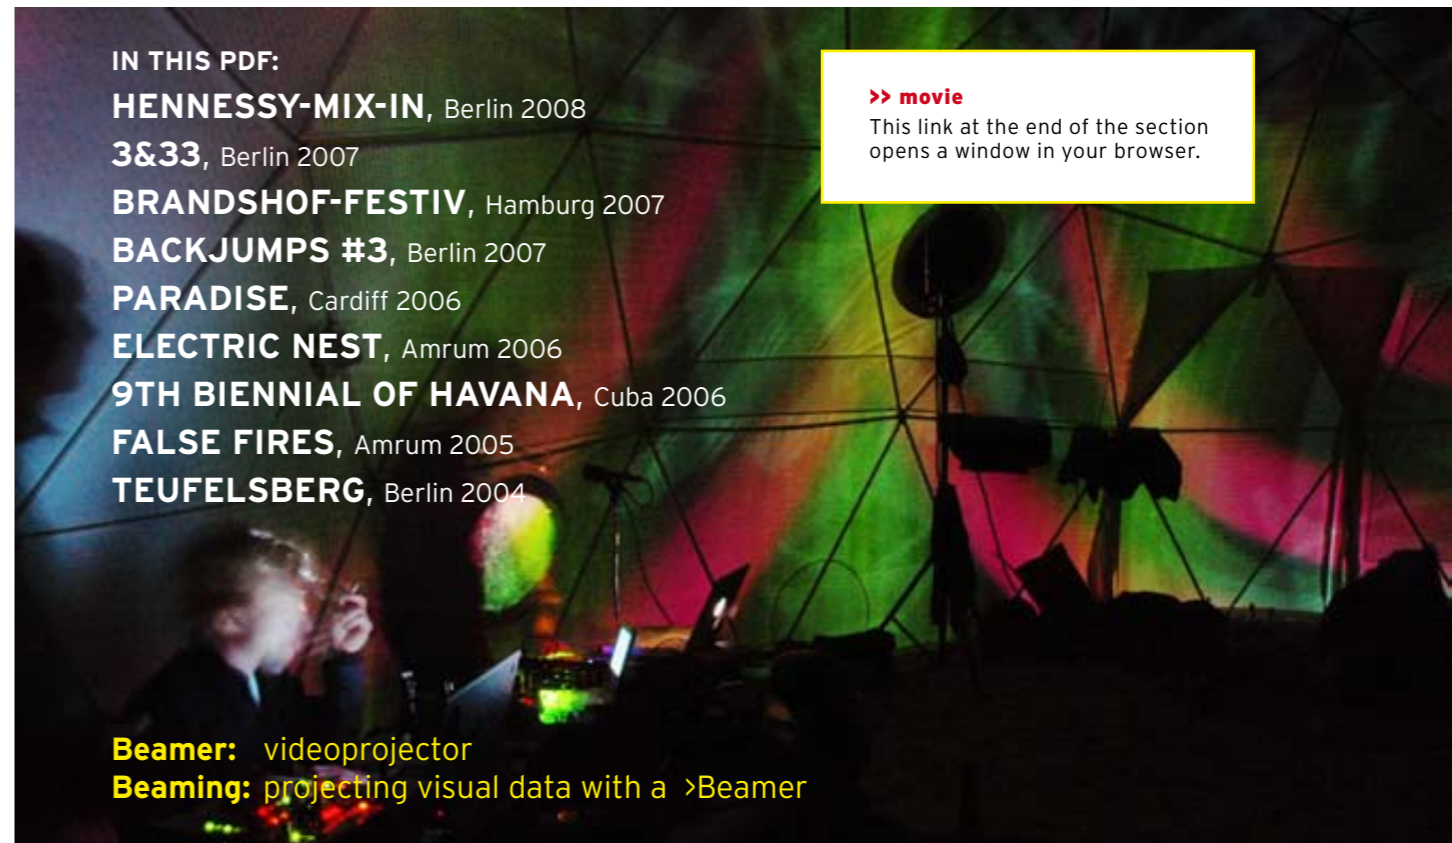 IN THIS PDF:
HENNESSY-MIX-IN, Berlin 2008
3&33, Berlin 2007
BRANDSHOF-FESTIV, Hamburg 2007
BACKJUMPS #3, Berlin 2007
PARADISE, Cardiff 2006
ELECTRIC NEST, Amrum 2006
9TH BIENNIAL OF HAVANA, Cuba 2006
FALSE FIRES, Amrum 2005
TEUFELSBERG, Berlin 2004
>> movie
This link at the end of the section
opens a window in your browser.
Beamer: videoprojector
Beaming: projecting visual data with a >Beamer